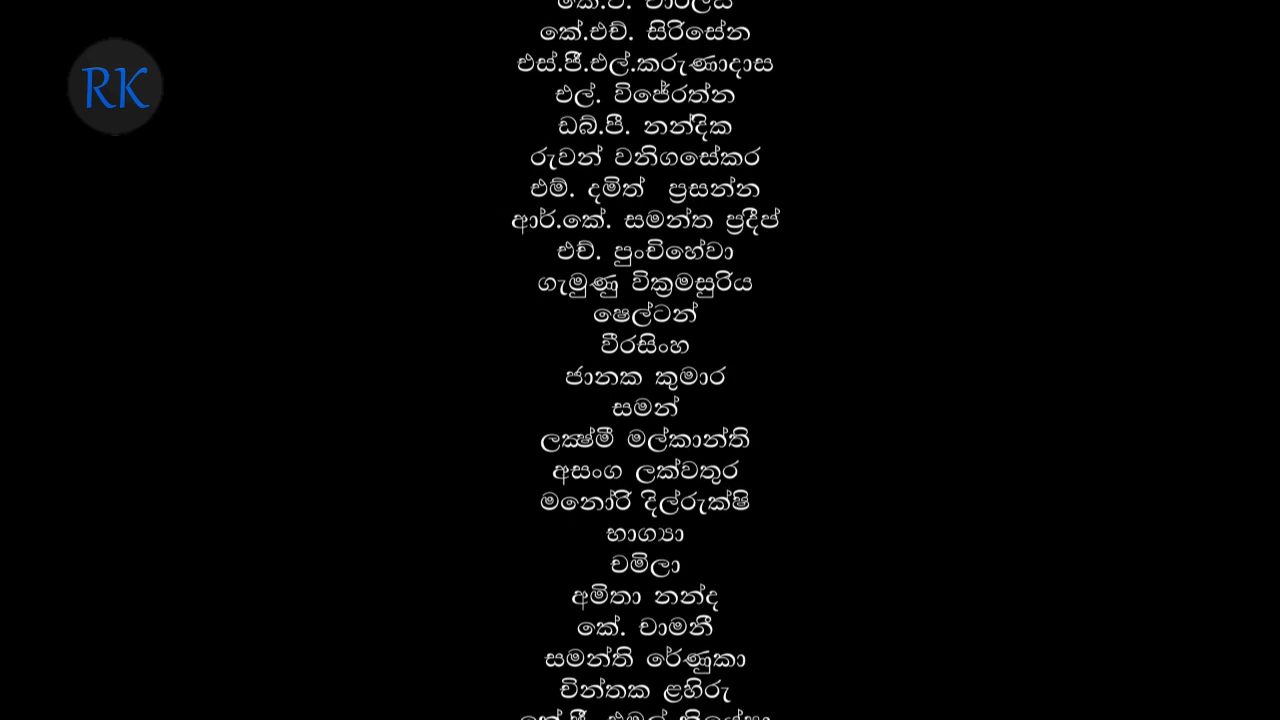 RK
කේ.එච්. සිරිසේන
එස්.ජී.එල්.කරුණාදාස
එල්. විජේරත්න
ඩබ්.පී. නන්දික
රුවන් වනිගසේකර
එම්. දමිත් ප්‍රසන්න
ආර්.කේ. සමන්ත ප්‍රදීප්
එච්. පුංචිහේවා
ගැමුණු වික්‍රමසුරිය
ෂෙල්ටන්
වීරසිංහ
ජානක කුමාර
සමන්
ලක්ෂ්මී මල්කාන්ති
අසංග ලක්වතුර
මනෝරි දිල්රුක්ෂි
භාග්‍යා
චමිලා
අමිතා නන්ද
කේ. චාමනී
සමන්ති රේණුකා
චින්තක ළහිරු